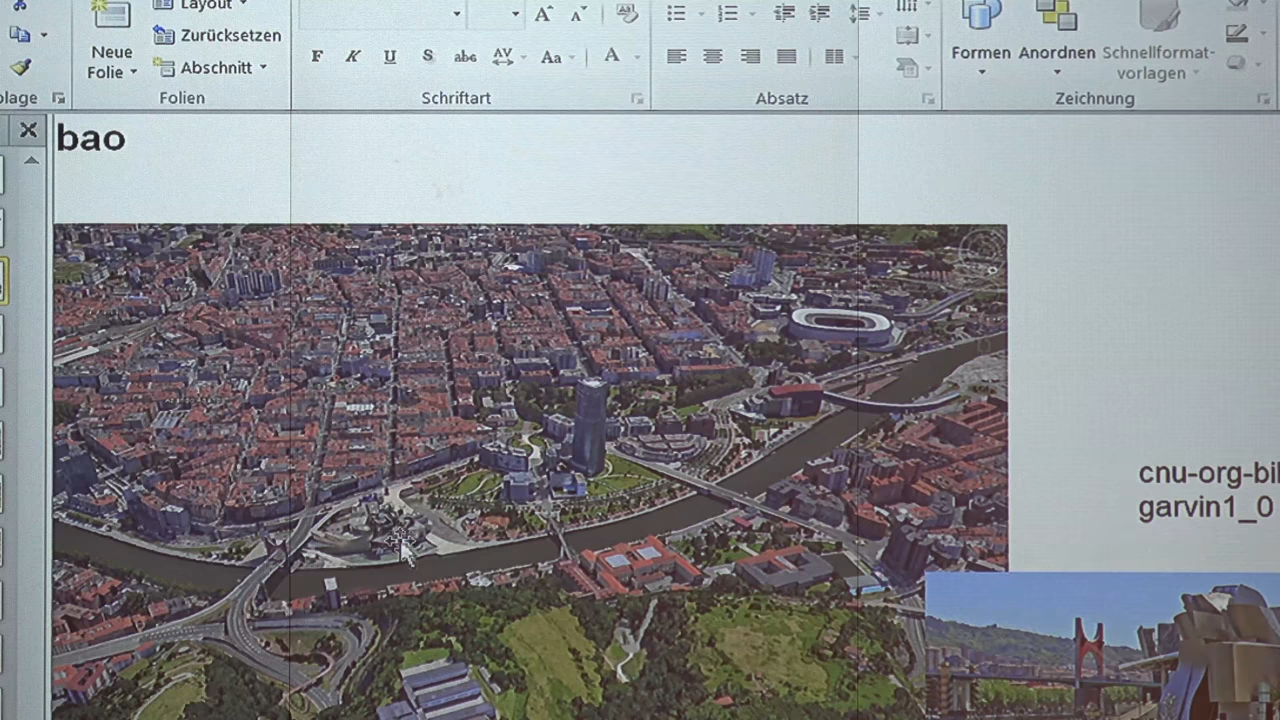 Layout
Neue
Folie
Zurücksetzen
Abschnitt
Folien
F K U S abc AV Aa A
Schriftart
Absatz
Formen Anordnen Schnellformat-
vorlagen
Zeichnung
lage
bao
cnu-org-bil
garvin1_0